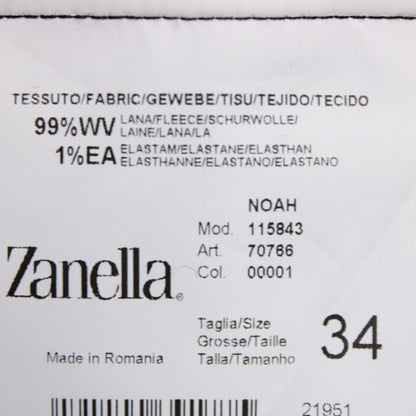 TESSUTO/FABRIC/GEWEBE/TISU/TEJIDO/TECIDO
99%WV LANA/FLEECE/SCHURWOLLE/
LAINE/LANA/LA
1%EA ELASTAM/ELASTANE/ELASTHAN
ELASTHANNE/ELASTANO/ELASTANO
NOAH
Mod. 115843
Art. 70766
Col. 00001
Zanella®
Taglia/Size
Grosse/Taille
Talla/Tamanho
34
Made in Romania
21951